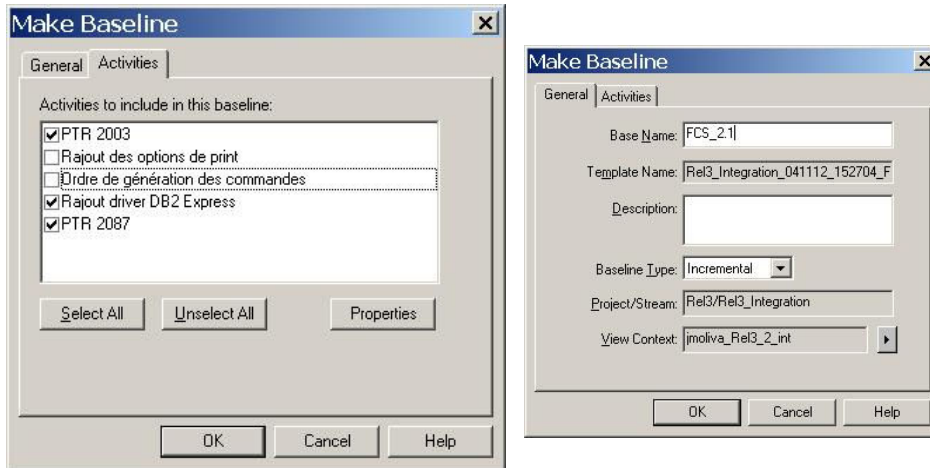 Make Baseline
General
Activities
Activities to include in this baseline:
PTR 2003
Rajout des options de print
Ordre de génération des commandes
Rajout driver DB2 Express
PTR 2087
Select All
Unselect All
Properties
OK
Cancel
Help
Make Baseline
General
Activities
Base Name: FCS_2.1
Template Name: Rel3_Integration_041112_152704_F
Description:
Baseline Type: Incremental
Project/Stream: Rel3/Rel3_Integration
View Context: jmoliva_Rel3_2_int
OK
Cancel
Help